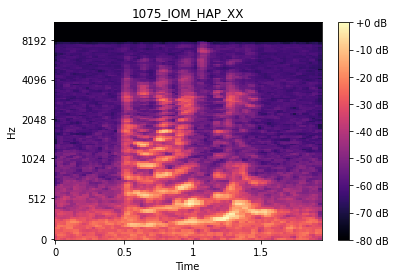 1075_IOM_HAP_XX
+0 dB
8192
-10 dB
4096
-20 dB
-30 dB
2048
Hz
-40 dB
1024
-50 dB
512
-60 dB
-70 dB
0
-80 dB
0 0.5 1 1.5
Time